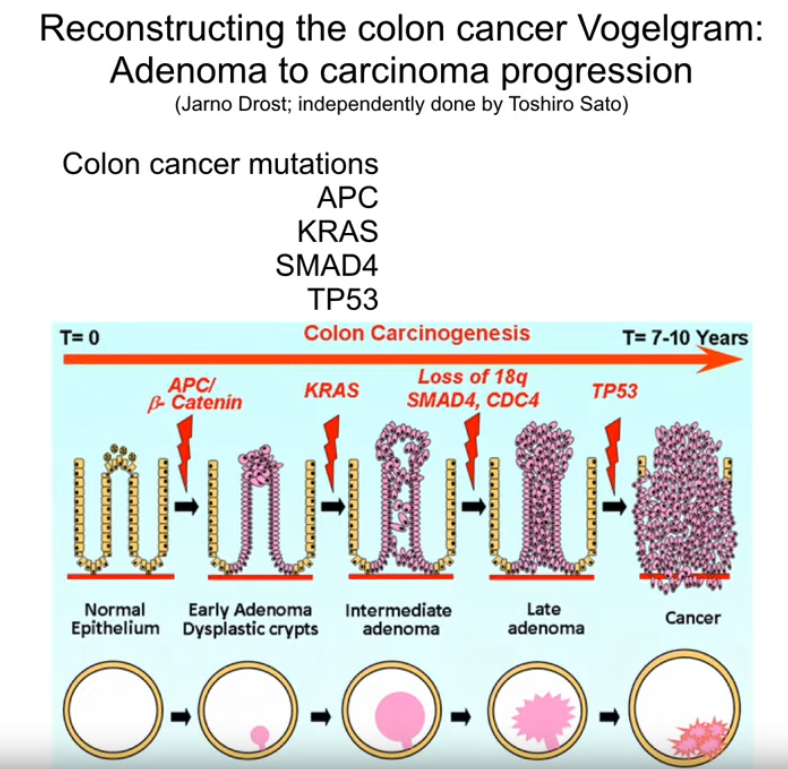 Reconstructing the colon cancer Vogelgram:
Adenoma to carcinoma progression
(Jarno Drost; independently done by Toshiro Sato)
Colon cancer mutations
APC
KRAS
SMAD4
TP53
T= 0
Colon Carcinogenesis
T= 7-10 Years
APC/
β- Catenin
KRAS
Loss of 18q
SMAD4, CDC4
TP53
Normal
Epithelium
Early Adenoma
Dysplastic crypts
Intermediate
adenoma
Late
adenoma
Cancer